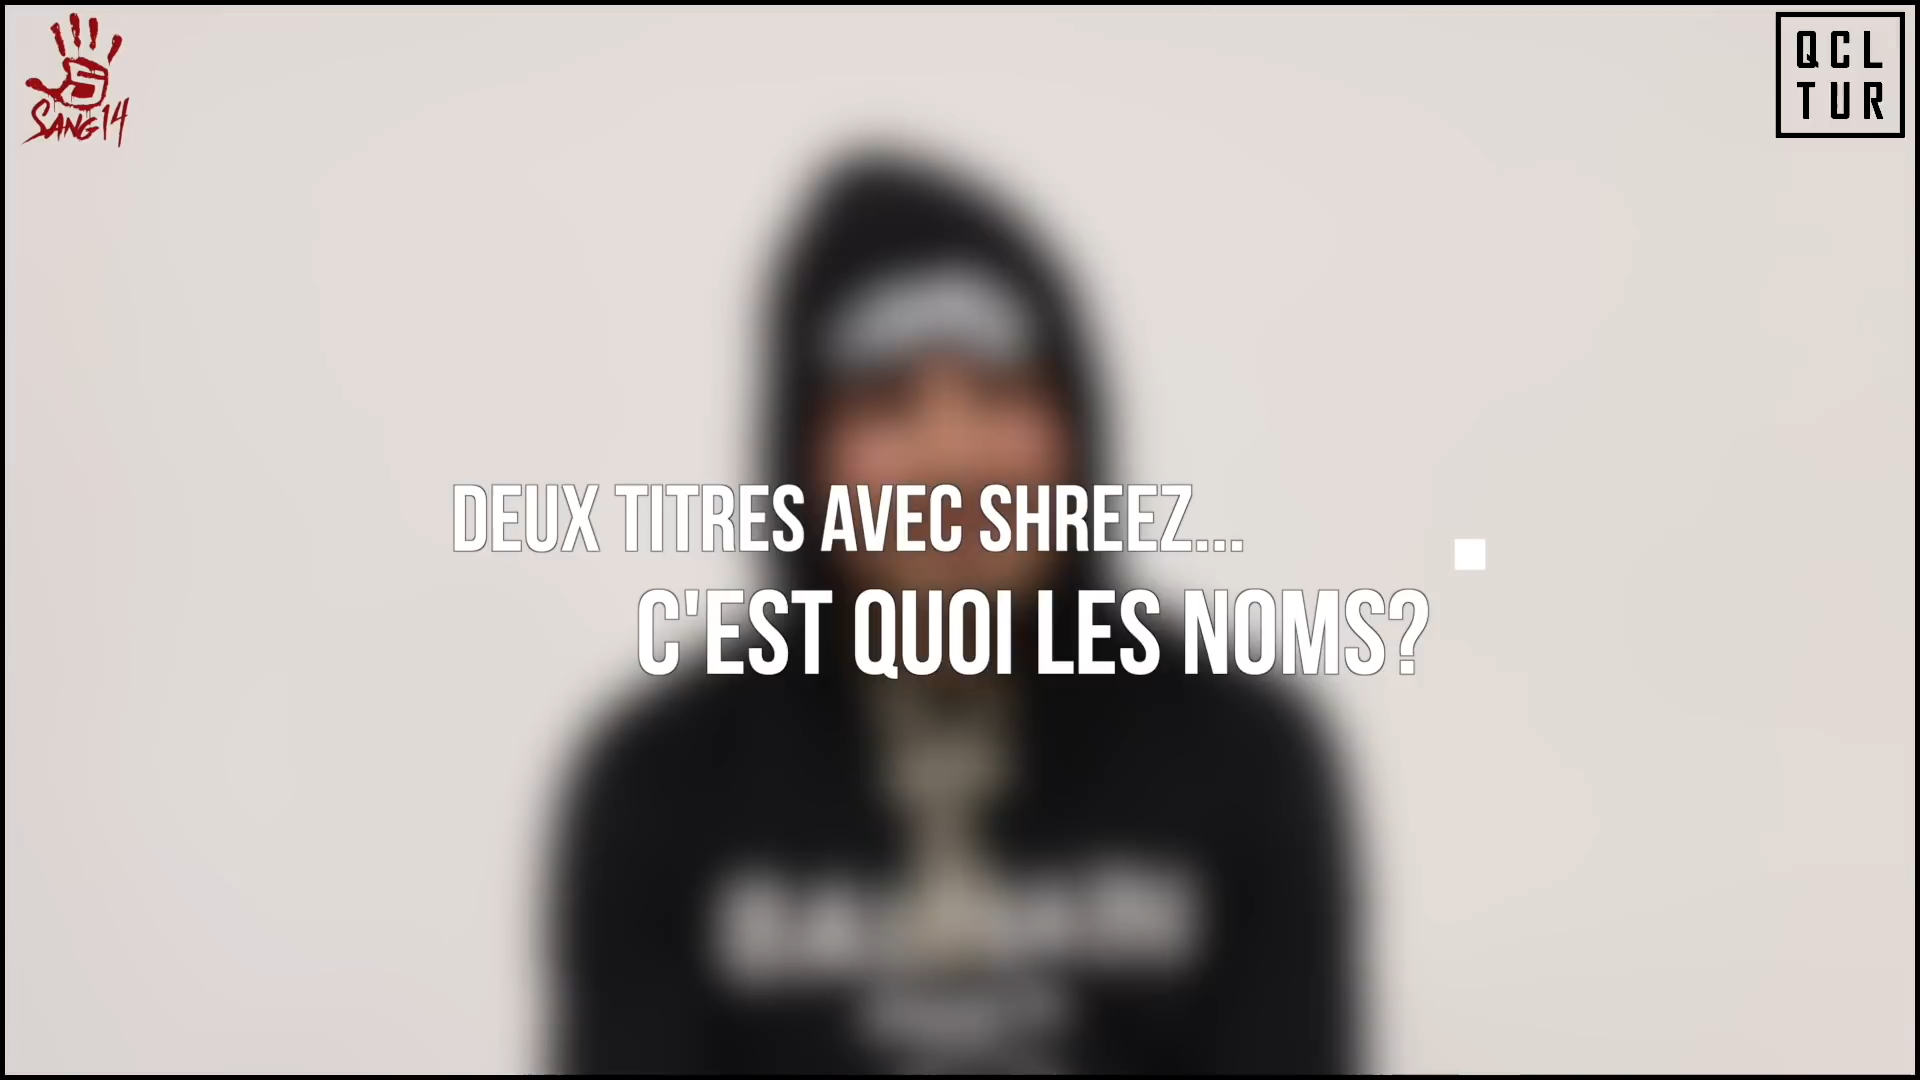 SANG14
QCL
TUR
DEUX TITRES AVEC SHREEZ...
C'EST QUOI LES NOMS?